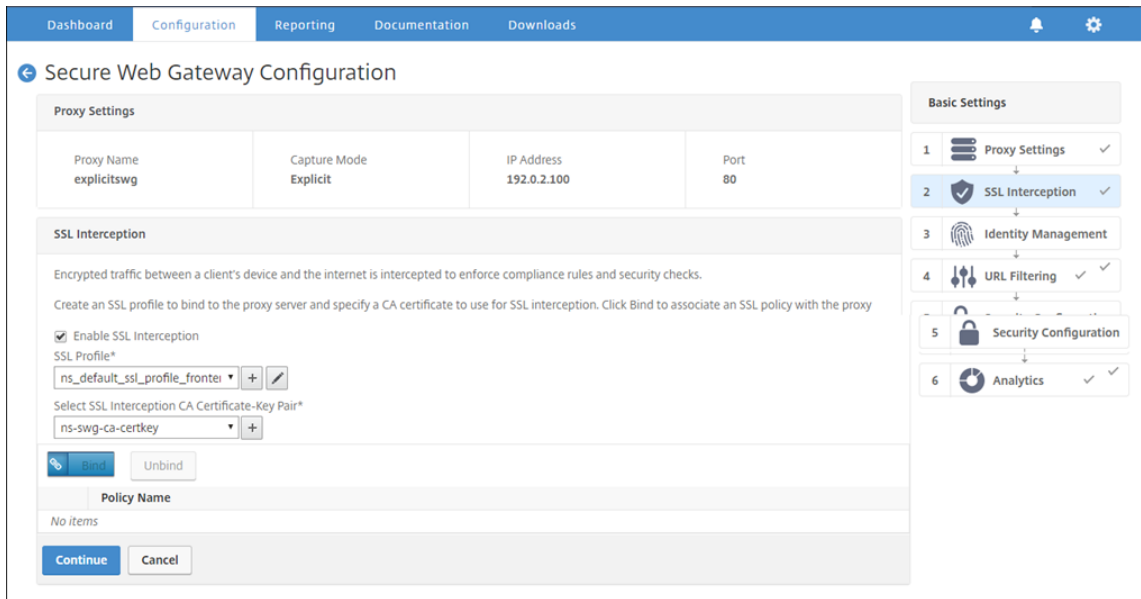 Dashboard Configuration Reporting Documentation Downloads
Secure Web Gateway Configuration
Proxy Settings
Proxy Name
explicitswg
Capture Mode
Explicit
IP Address
192.0.2.100
Port
80
SSL Interception
Encrypted traffic between a client's device and the internet is intercepted to enforce compliance rules and security checks.
Create an SSL profile to bind to the proxy server and specify a CA certificate to use for SSL interception. Click Bind to associate an SSL policy with the proxy
Enable SSL Interception
SSL Profile*
ns_default_ssl_profile_fronter
Select SSL Interception CA Certificate-Key Pair*
ns-swg-ca-certkey
Bind Unbind
Policy Name
No items
Continue Cancel
Basic Settings
1 Proxy Settings
2 SSL Interception
3 Identity Management
4 URL Filtering
5 Security Configuration
6 Analytics